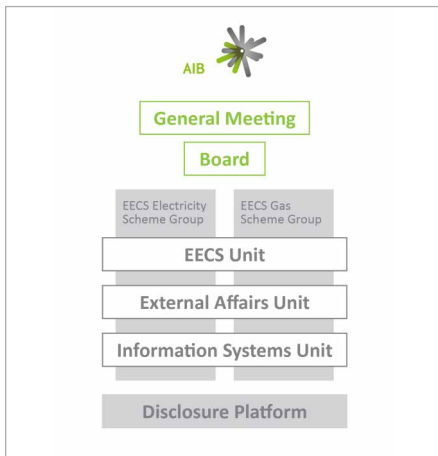 AIB
General Meeting
Board
EECS Electricity
Scheme Group
EECS Gas
Scheme Group
EECS Unit
External Affairs Unit
Information Systems Unit
Disclosure Platform